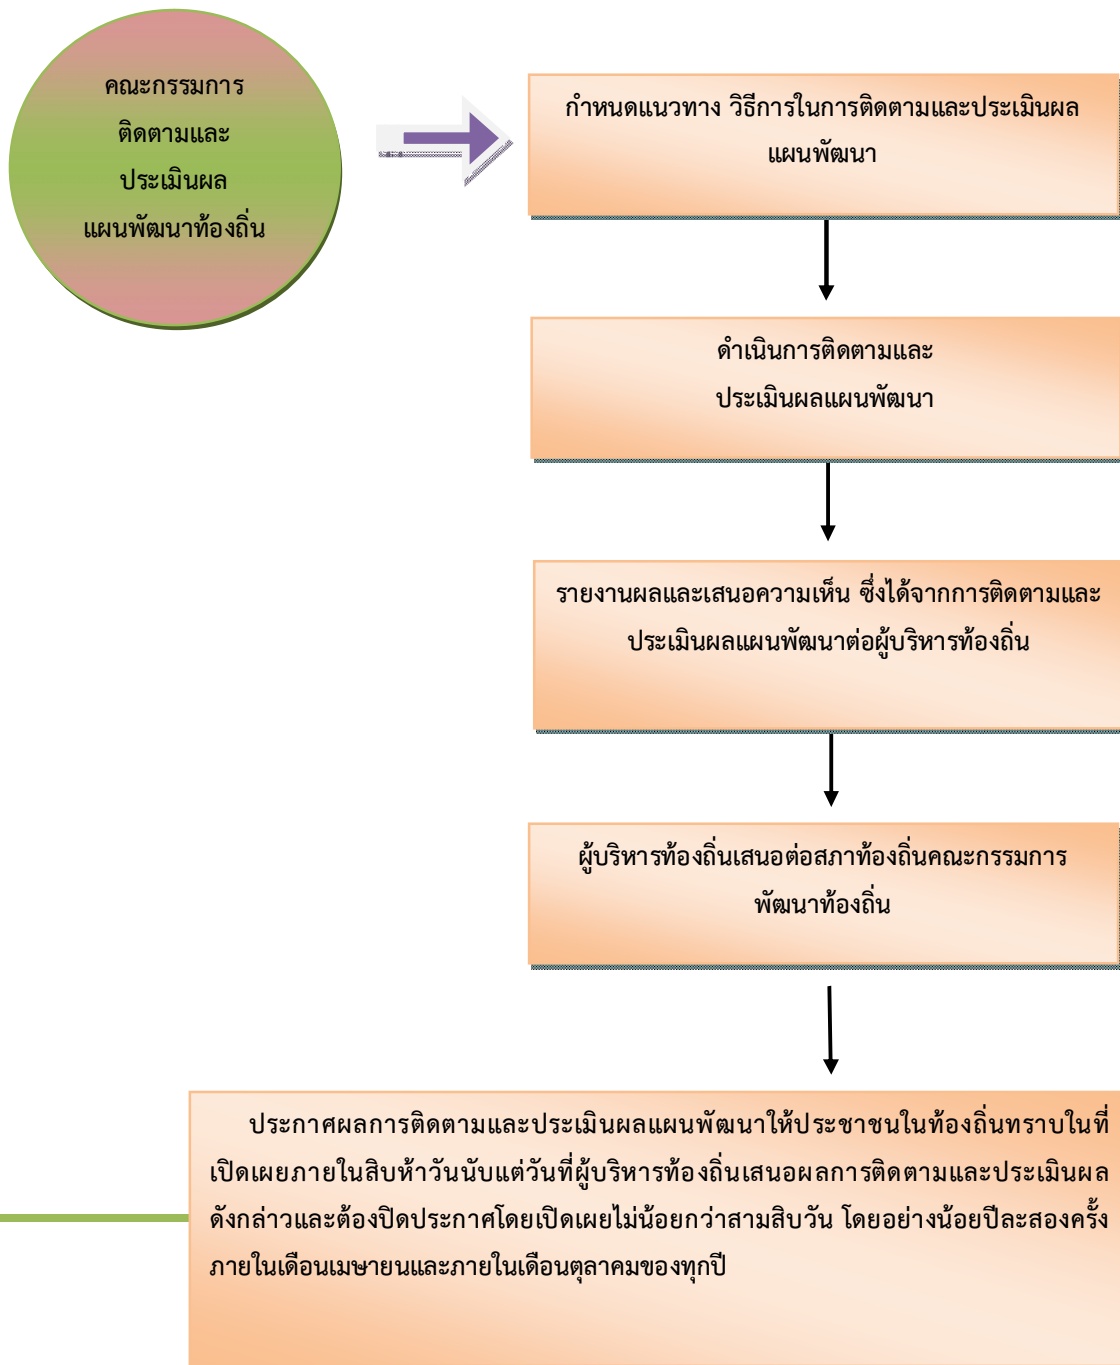 คณะกรรมการ
ติดตามและ
ประเมินผล
แผนพัฒนาท้องถิ่น
กำหนดแนวทาง วิธีการในการติดตามและประเมินผล
แผนพัฒนา
ดำเนินการติดตามและ
ประเมินผลแผนพัฒนา
รายงานผลและเสนอความเห็น ซึ่งได้จากการติดตามและ
ประเมินผลแผนพัฒนาต่อผู้บริหารท้องถิ่น
ผู้บริหารท้องถิ่นเสนอต่อสภาท้องถิ่นคณะกรรมการ
พัฒนาท้องถิ่น
ประกาศผลการติดตามและประเมินผลแผนพัฒนาให้ประชาชนในท้องถิ่นทราบในที่
เปิดเผยภายในสิบห้าวันนับแต่วันที่ผู้บริหารท้องถิ่นเสนอผลการติดตามและประเมินผล
ดังกล่าวและต้องปิดประกาศโดยเปิดเผยไม่น้อยกว่าสามสิบวัน โดยอย่างน้อยปีละสองครั้ง
ภายในเดือนเมษายนและภายในเดือนตุลาคมของทุกปี